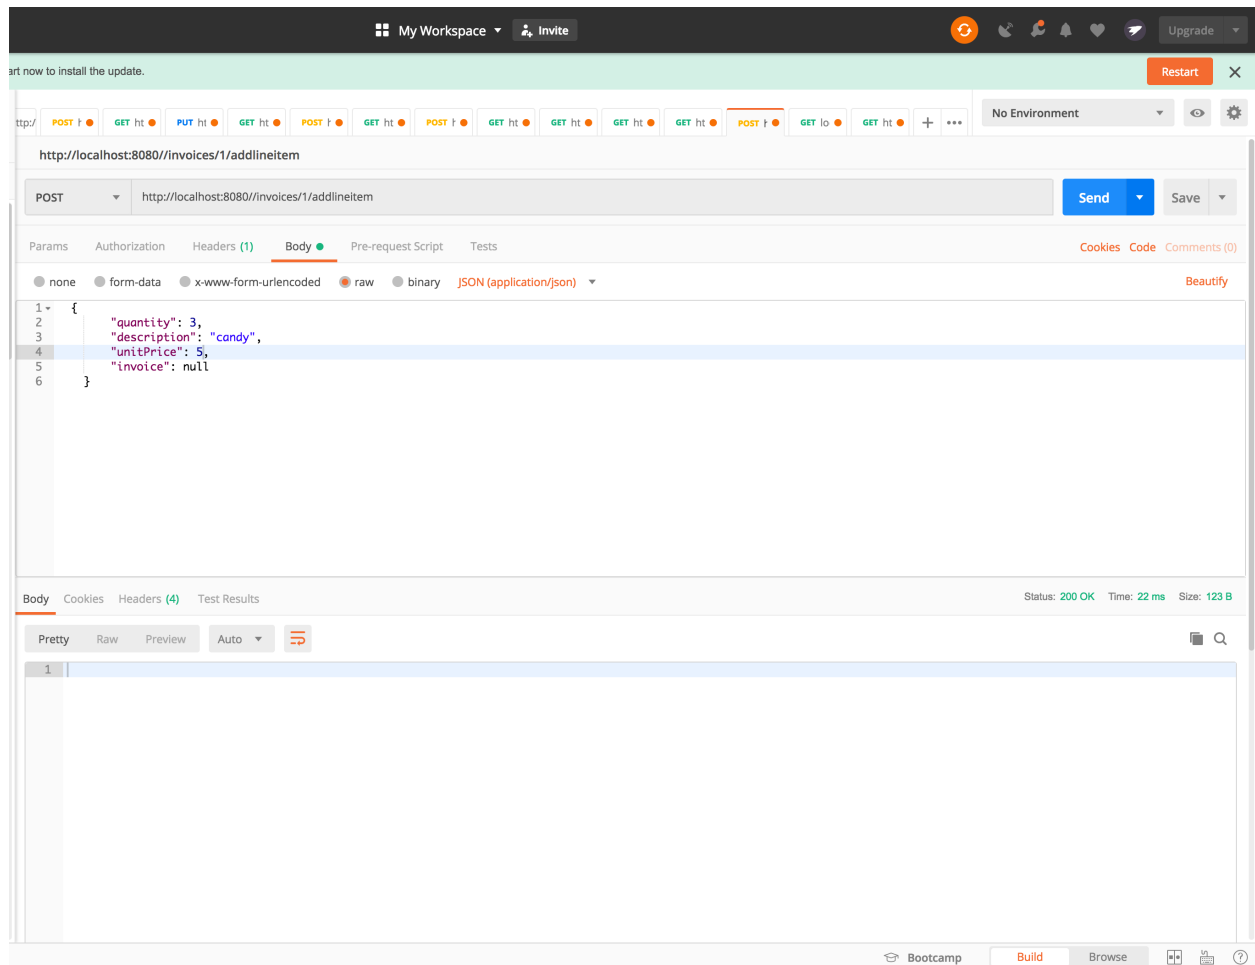 My Workspace Invite Upgrade
art now to install the update. Restart
ttp:/ POST GET ht PUT ht GET ht POST GET ht POST GET ht GET ht GET ht GET ht POST GET lo GET ht + ••• No Environment
http://localhost:8080//invoices/1/addlineitem
POST http://localhost:8080//invoices/1/addlineitem Send Save
Params Authorization Headers (1) Body Pre-request Script Tests Cookies Code Comments (0)
none form-data x-www-form-urlencoded raw binary JSON (application/json) Beautify
1 {
2 "quantity": 3,
3 "description": "candy",
4 "unitPrice": 5,
5 "invoice": null
6 }
Body Cookies Headers (4) Test Results Status: 200 OK Time: 22 ms Size: 123 B
Pretty Raw Preview Auto
1
Bootcamp Build Browse